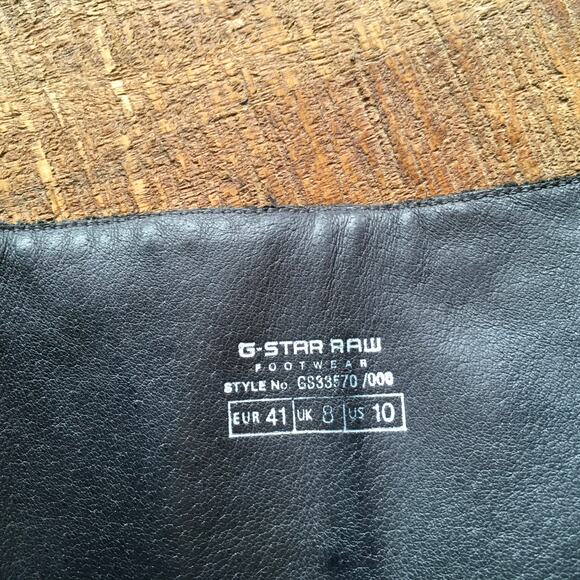 G-STAR RAW
FOOTWEAR
STYLE No. GS33570 /000
EUR 41 UK 8 US 10